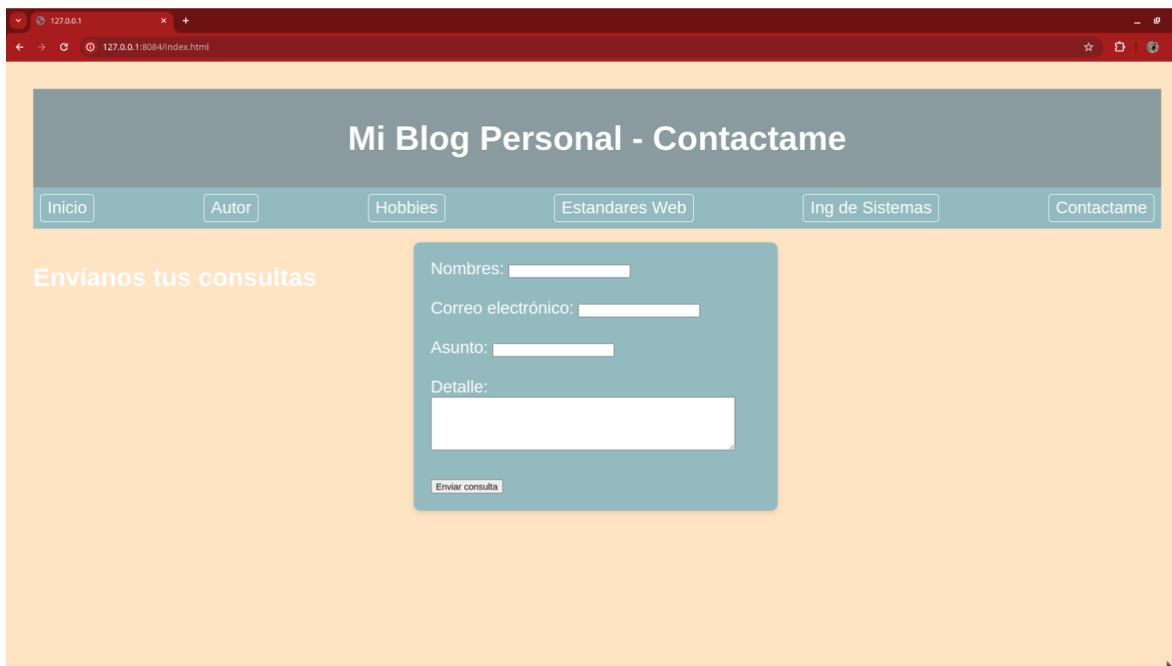 127.0.0.1
127.0.0.1:8084/index.html
Mi Blog Personal - Contactame
Inicio Autor Hobbies Estandares Web Ing de Sistemas Contactame
Envíanos tus consultas
Nombres:
Correo electrónico:
Asunto:
Detalle:
Enviar consulta